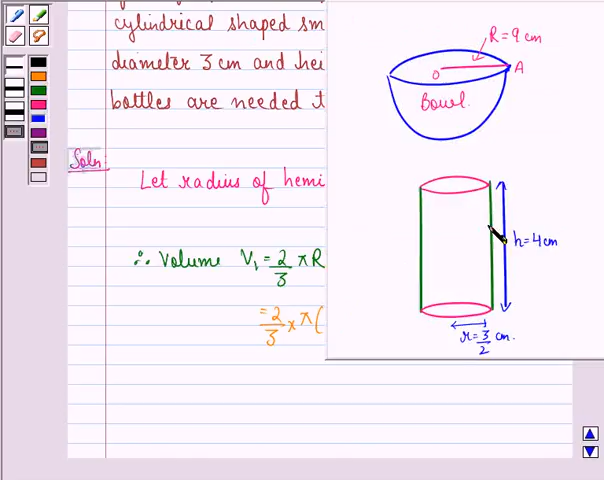 cylindrical shaped sm
diameter 3 cm and hei
bottles are needed t
Soln
Let radius of hemi
∴ Volume V₁ = 2/3 π R
= 2/3 × π (
R = 9 cm
O
A
Bowl
h = 4 cm
r = 3/2 cm.